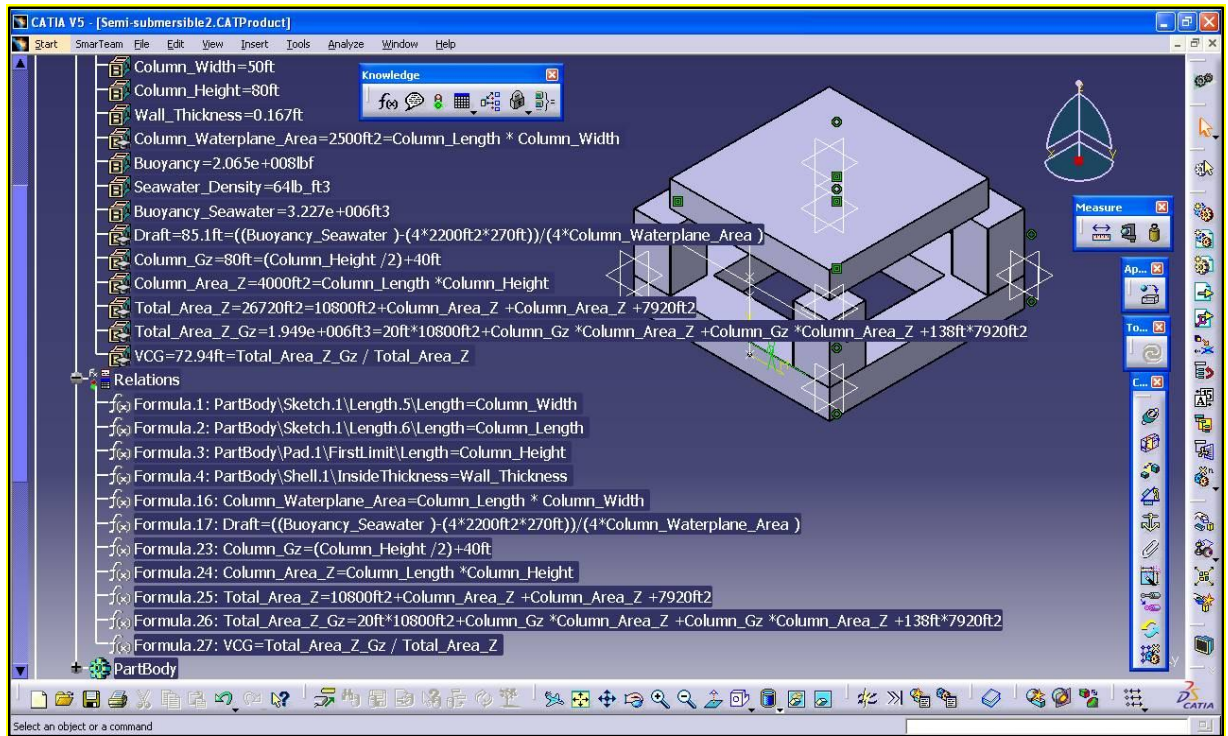 CATIA V5 - [Semi-submersible2.CATProduct]
Start SmarTeam File Edit View Insert Tools Analyze Window Help
Column_Width=50ft
Column_Height=80ft
Wall_Thickness=0.167ft
Column_Waterplane_Area=2500ft2=Column_Length * Column_Width
Buoyancy=2.065e+008lbf
Seawater_Density=64lb_ft3
Buoyancy_Seawater=3.227e+006ft3
Draft=85.1ft=((Buoyancy_Seawater )-(4*2200ft2*270ft))/(4*Column_Waterplane_Area )
Column_Gz=80ft=(Column_Height /2)+40ft
Column_Area_Z=4000ft2=Column_Length *Column_Height
Total_Area_Z=26720ft2=10800ft2+Column_Area_Z +Column_Area_Z +7920ft2
Total_Area_Z_Gz=1.949e+006ft3=20ft*10800ft2+Column_Gz *Column_Area_Z +Column_Gz *Column_Area_Z +138ft*7920ft2
VCG=72.94ft=Total_Area_Z_Gz / Total_Area_Z
Relations
Formula.1: PartBody\Sketch.1\Length.5\Length=Column_Width
Formula.2: PartBody\Sketch.1\Length.6\Length=Column_Length
Formula.3: PartBody\Pad.1\FirstLimit\Length=Column_Height
Formula.4: PartBody\Shell.1\InsideThickness=Wall_Thickness
Formula.16: Column_Waterplane_Area=Column_Length * Column_Width
Formula.17: Draft=((Buoyancy_Seawater )-(4*2200ft2*270ft))/(4*Column_Waterplane_Area )
Formula.23: Column_Gz=(Column_Height /2)+40ft
Formula.24: Column_Area_Z=Column_Length *Column_Height
Formula.25: Total_Area_Z=10800ft2+Column_Area_Z +Column_Area_Z +7920ft2
Formula.26: Total_Area_Z_Gz=20ft*10800ft2+Column_Gz *Column_Area_Z +Column_Gz *Column_Area_Z +138ft*7920ft2
Formula.27: VCG=Total_Area_Z_Gz / Total_Area_Z
PartBody
Knowledge
Measure
Ap...
To...
C...
CATIA
Select an object or a command